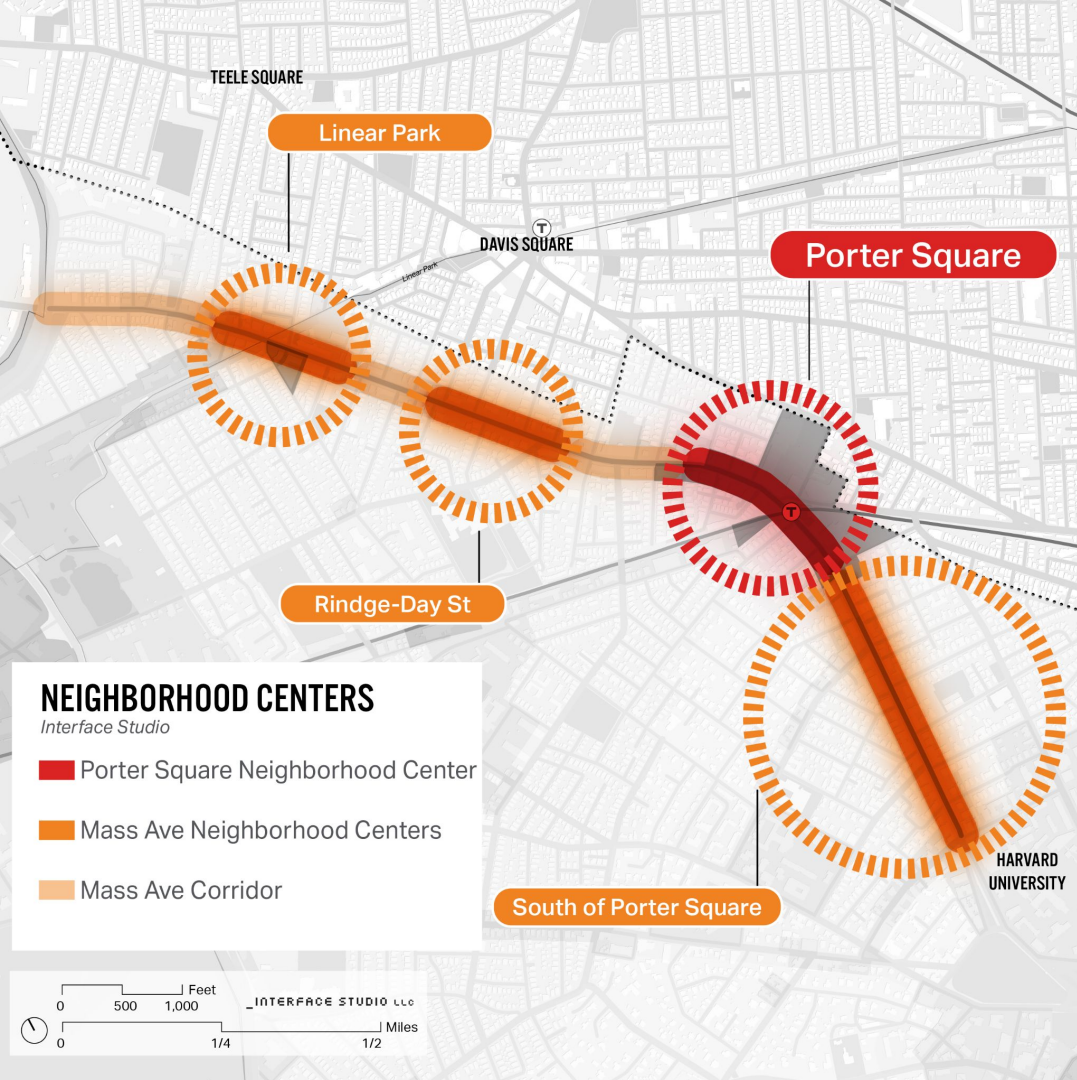 TEELE SQUARE
Linear Park
DAVIS SQUARE
T
Linear Park
Porter Square
T
Rindge-Day St
NEIGHBORHOOD CENTERS
Interface Studio
Porter Square Neighborhood Center
Mass Ave Neighborhood Centers
Mass Ave Corridor
HARVARD
UNIVERSITY
South of Porter Square
Feet
0 500 1,000
_INTERFACE STUDIO LLC
Miles
0 1/4 1/2